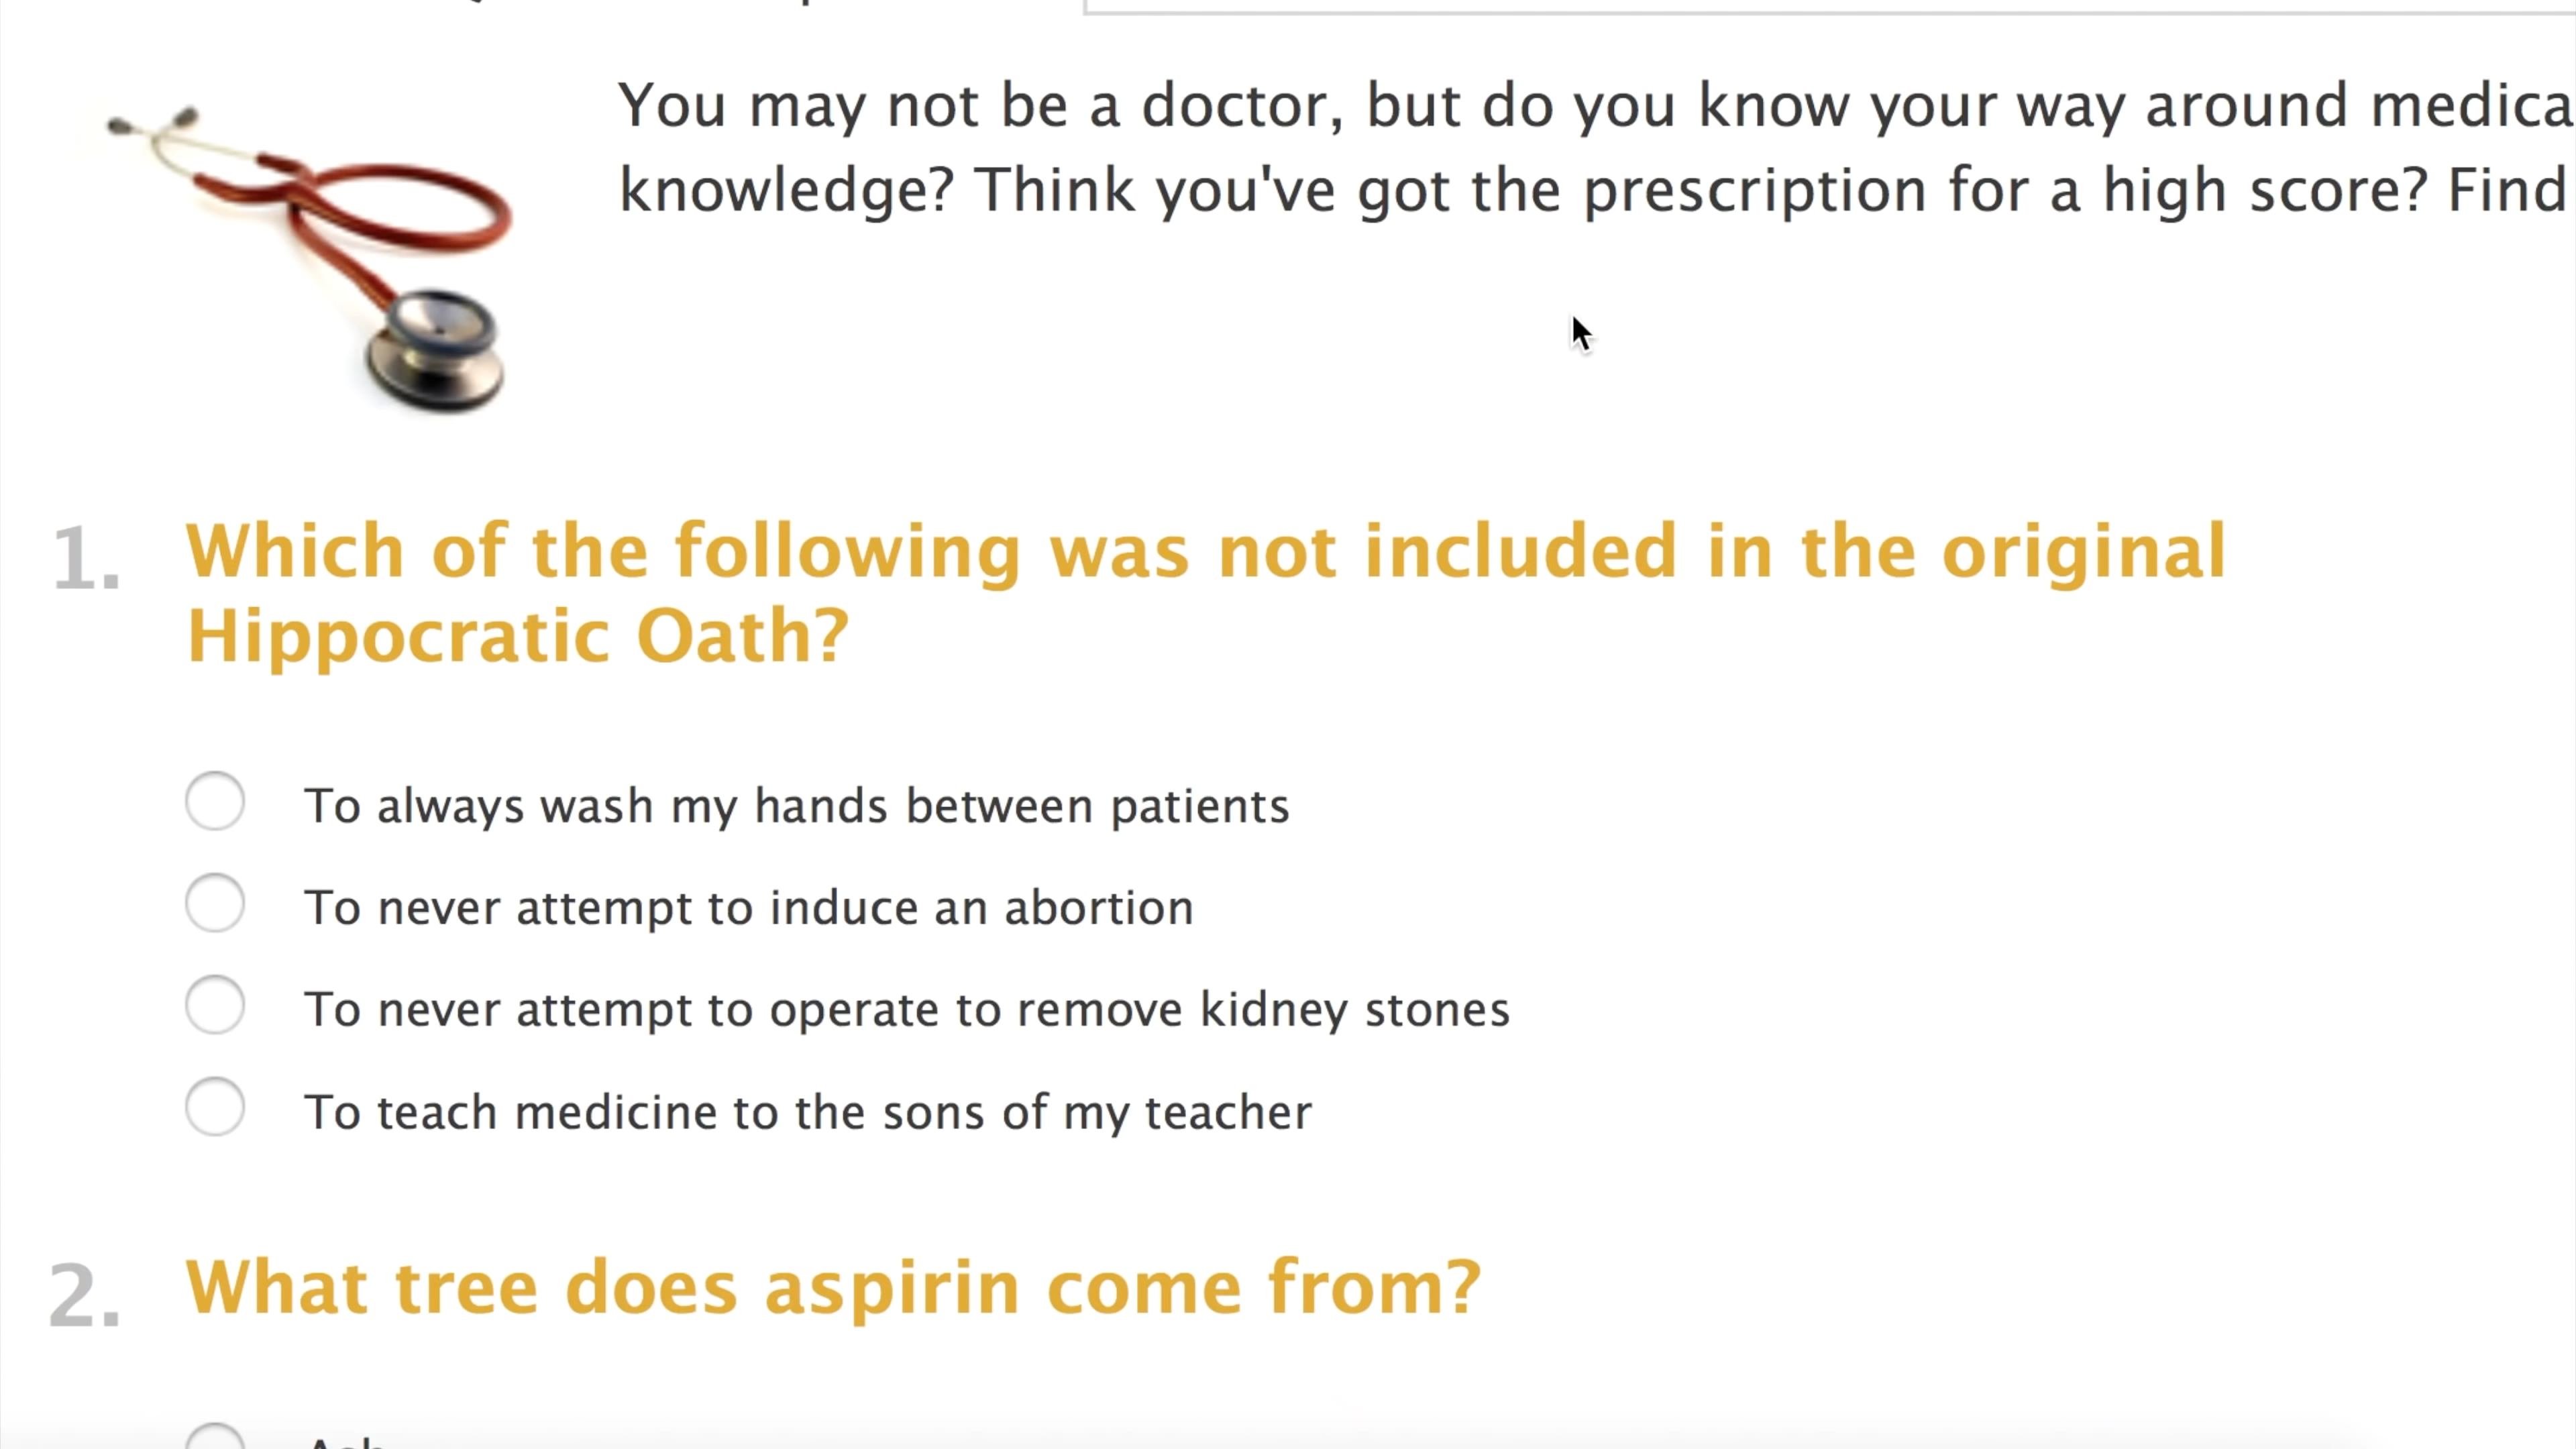 You may not be a doctor, but do you know your way around medica
knowledge? Think you've got the prescription for a high score? Find
1. Which of the following was not included in the original
Hippocratic Oath?
To always wash my hands between patients
To never attempt to induce an abortion
To never attempt to operate to remove kidney stones
To teach medicine to the sons of my teacher
2. What tree does aspirin come from?